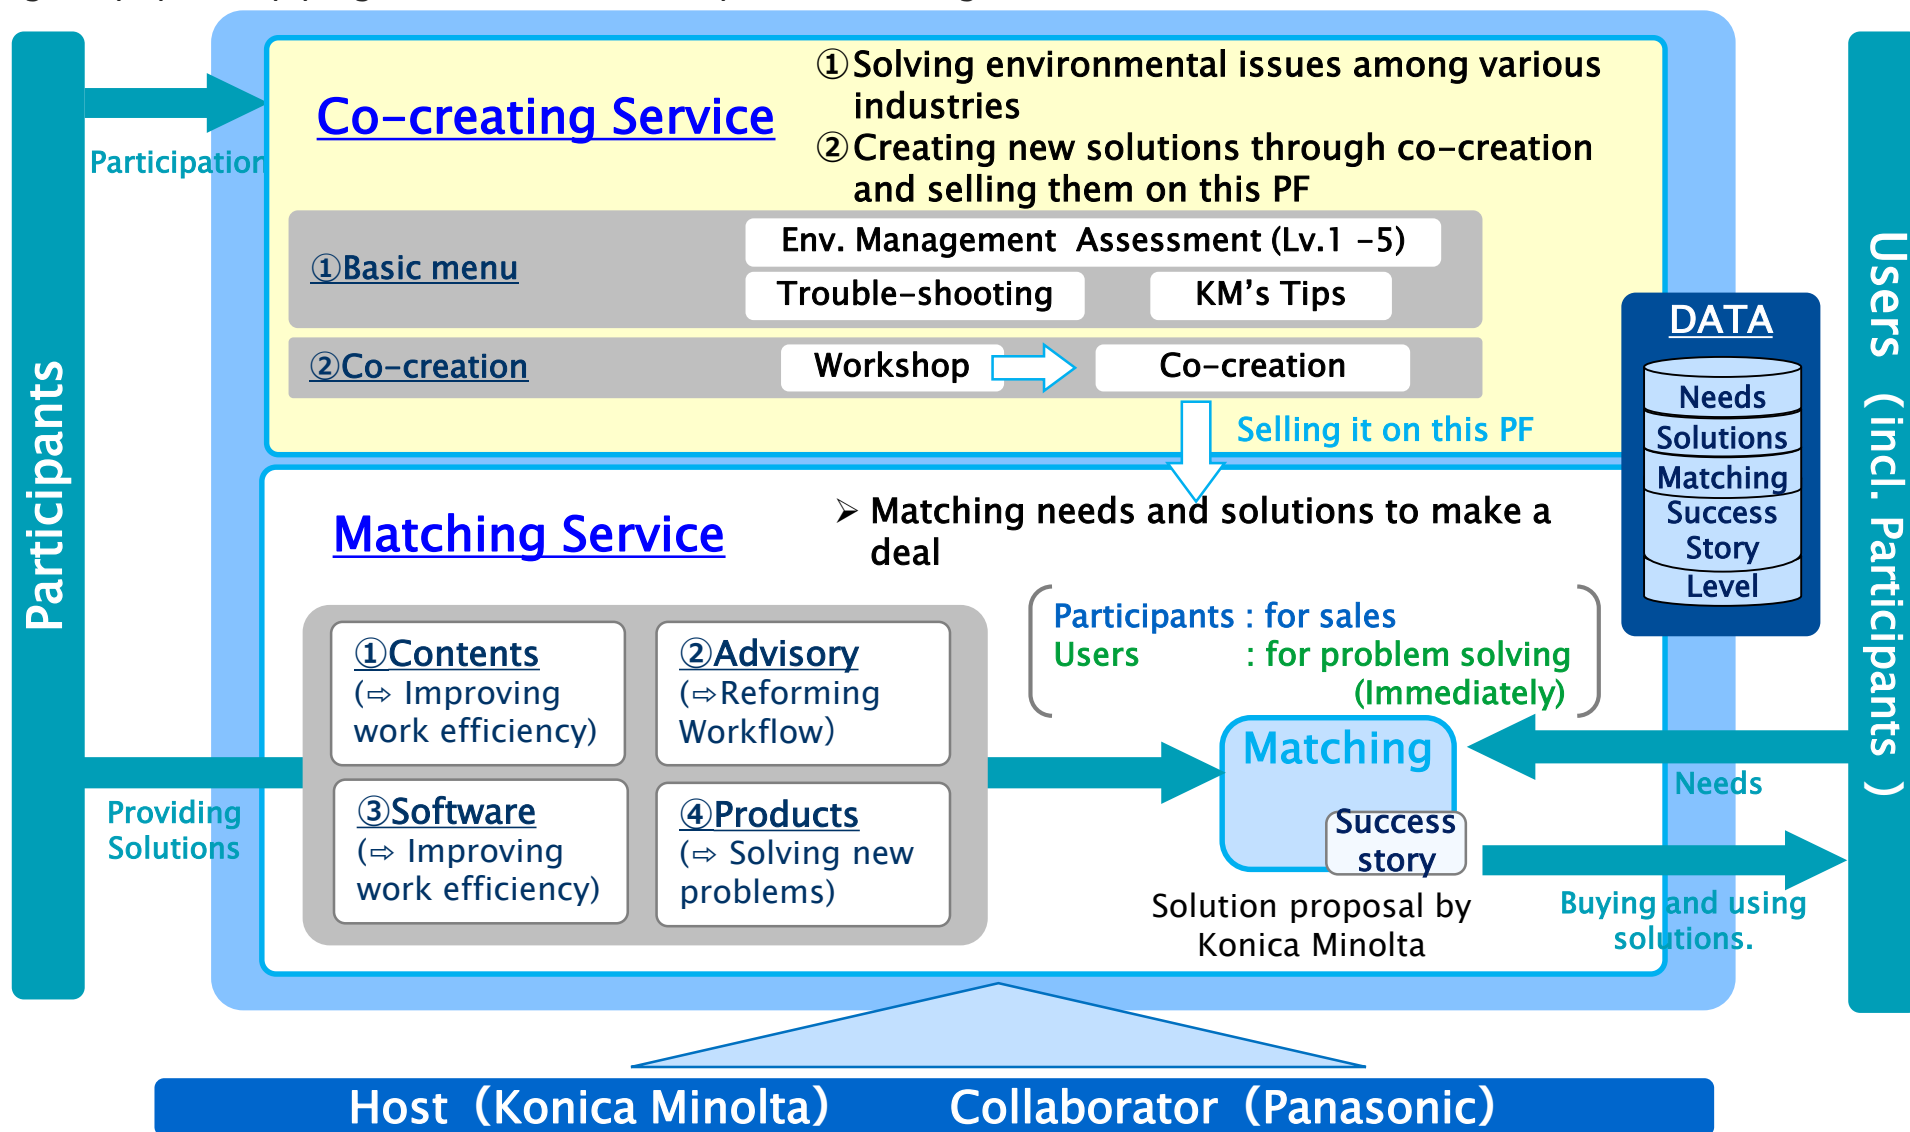 Co-creating Service
①Solving environmental issues among various
industries
②Creating new solutions through co-creation
and selling them on this PF
Participation
①Basic menu
Env. Management Assessment (Lv.1 -5)
Trouble-shooting
KM's Tips
②Co-creation
Workshop
Co-creation
Selling it on this PF
Participants
Users (incl. Participants)
DATA
Needs
Solutions
Matching
Success
Story
Level
Matching Service
➢ Matching needs and solutions to make a
deal
Participants : for sales
Users : for problem solving
(Immediately)
①Contents
(⇨ Improving
work efficiency)
②Advisory
(⇨Reforming
Workflow)
③Software
(⇨ Improving
work efficiency)
④Products
(⇨ Solving new
problems)
Providing
Solutions
Matching
Success
story
Solution proposal by
Konica Minolta
Needs
Buying and using
solutions.
Host (Konica Minolta) Collaborator (Panasonic)